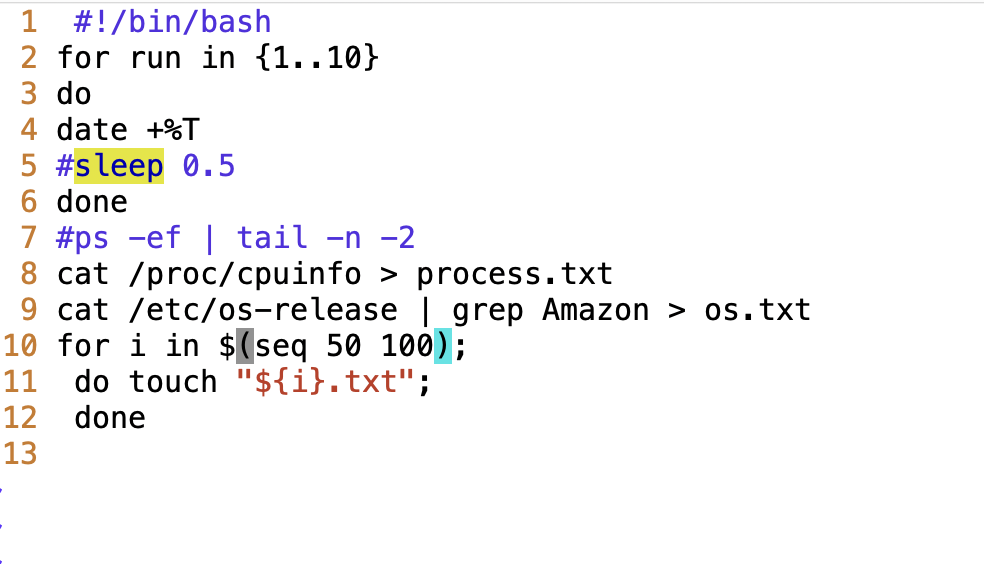 1  #!/bin/bash
2 for run in {1..10}
3 do
4 date +%T
5 #sleep 0.5
6 done
7 #ps -ef | tail -n -2
8 cat /proc/cpuinfo > process.txt
9 cat /etc/os-release | grep Amazon > os.txt
10 for i in $(seq 50 100);
11  do touch "${i}.txt";
12  done
13
~
~
~